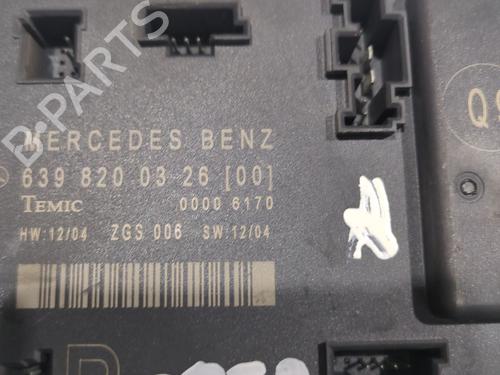 B-PARTS
MERCEDES BENZ
639 820 03 26 [00]
TEMIC 0000 6170
HW:12/04 ZGS 006 SW:12/04